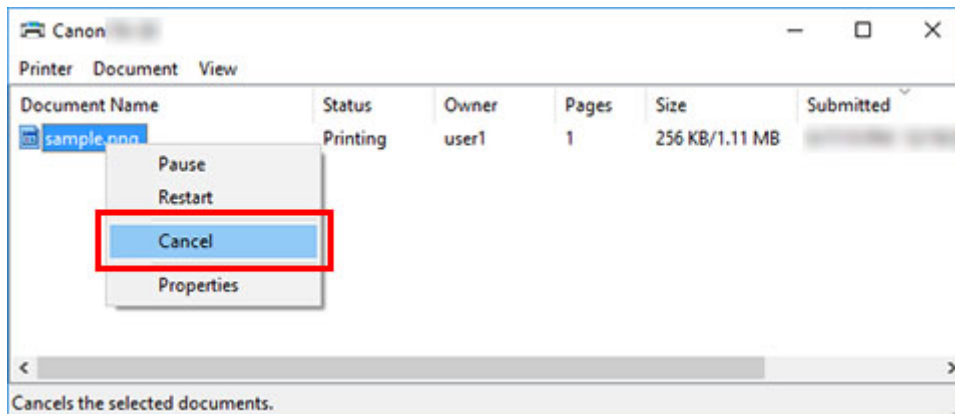 Canon
Printer Document View
Document Name Status Owner Pages Size Submitted
sample.png Printing user1 1 256 KB/1.11 MB
Pause
Restart
Cancel
Properties
Cancels the selected documents.